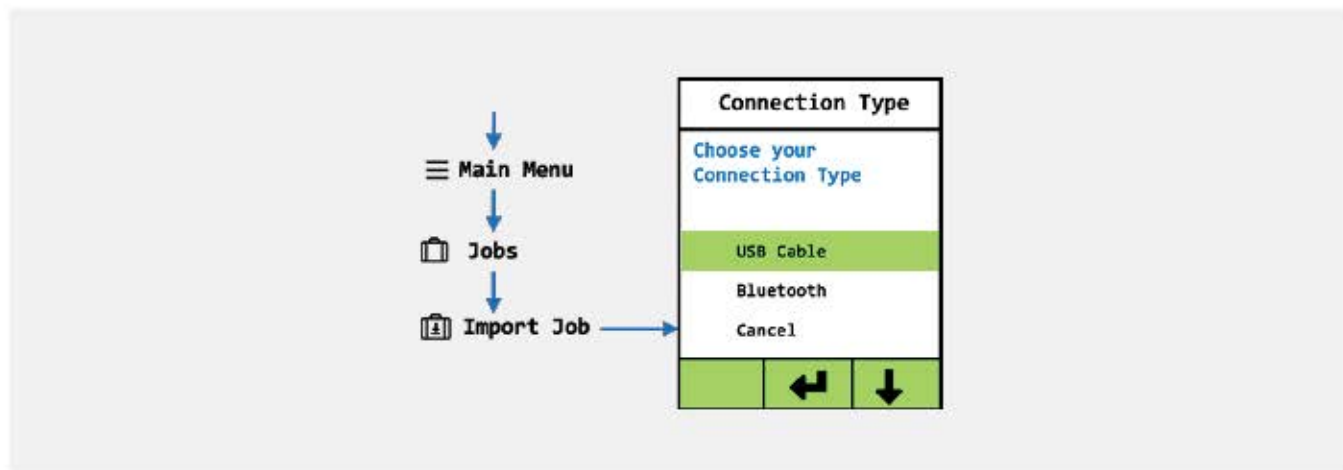 Main Menu
Jobs
Import Job
Connection Type
Choose your
Connection Type
USB Cable
Bluetooth
Cancel